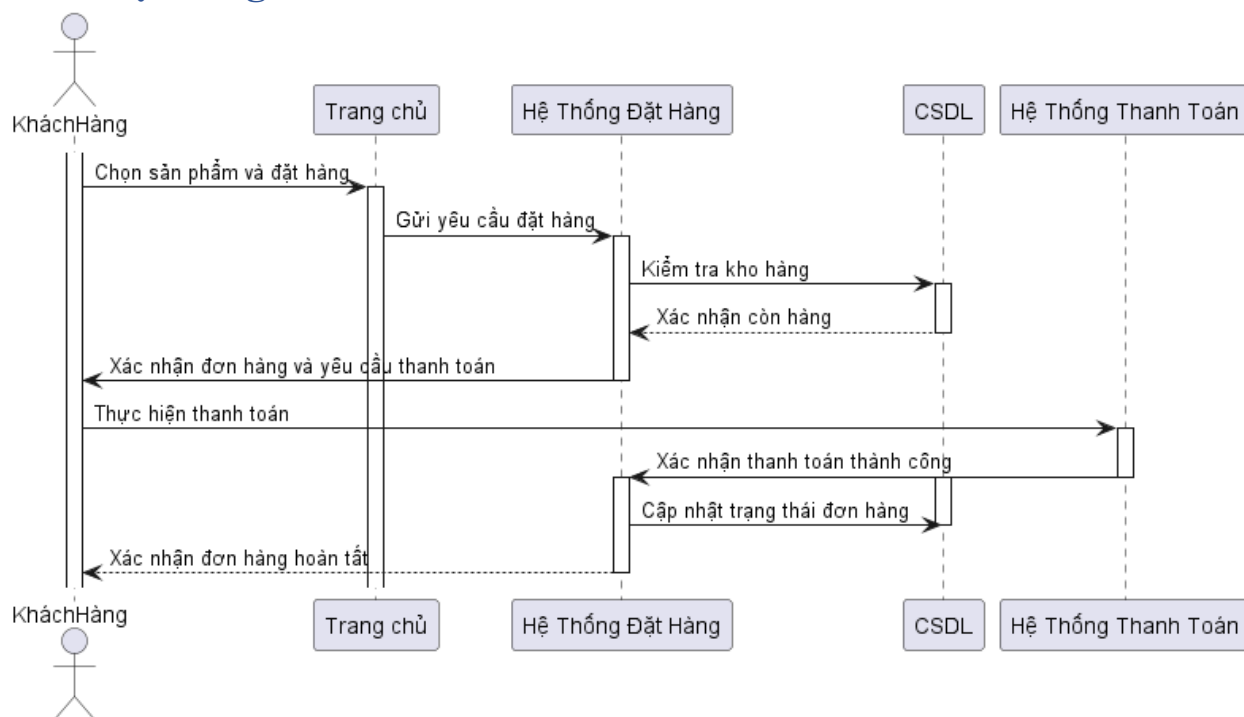 KháchHàng
Trang chủ
Hệ Thống Đặt Hàng
CSDL
Hệ Thống Thanh Toán
Chọn sản phẩm và đặt hàng
Gửi yêu cầu đặt hàng
Kiểm tra kho hàng
Xác nhận còn hàng
Xác nhận đơn hàng và yêu cầu thanh toán
Thực hiện thanh toán
Xác nhận thanh toán thành công
Cập nhật trạng thái đơn hàng
Xác nhận đơn hàng hoàn tất
KháchHàng
Trang chủ
Hệ Thống Đặt Hàng
CSDL
Hệ Thống Thanh Toán